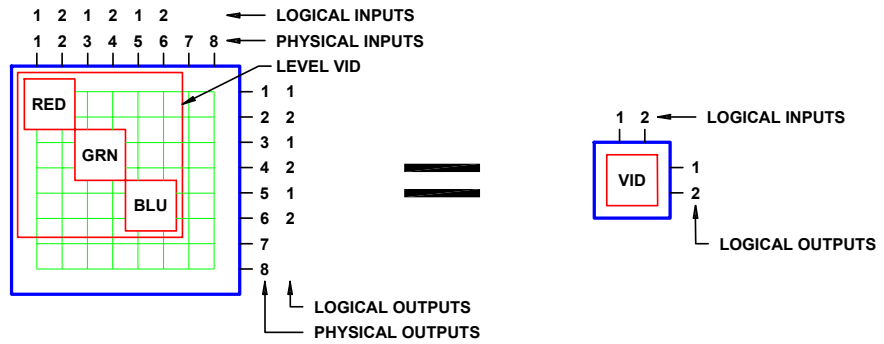 1 2 1 2 1 2 LOGICAL INPUTS
1 2 3 4 5 6 7 8 PHYSICAL INPUTS
LEVEL VID
RED
GRN
BLU
1 1
2 2
3 1
4 2
5 1
6 2
7
8
LOGICAL OUTPUTS
PHYSICAL OUTPUTS
1 2 LOGICAL INPUTS
VID
1
2
LOGICAL OUTPUTS